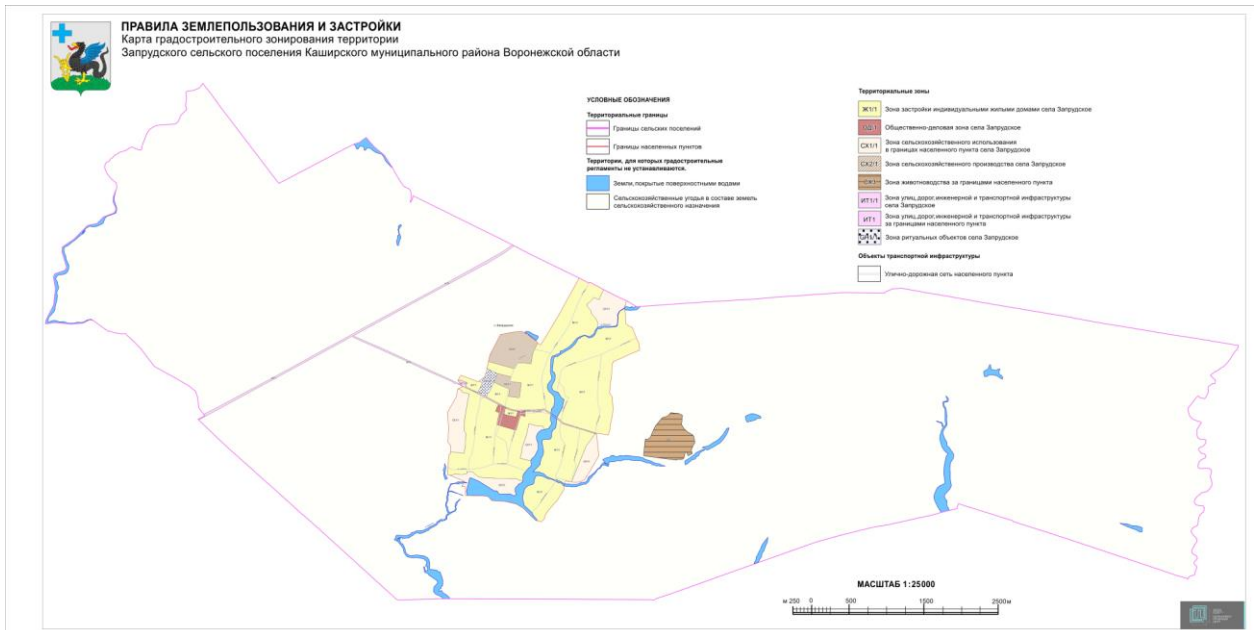 ПРАВИЛА ЗЕМЛЕПОЛЬЗОВАНИЯ И ЗАСТРОЙКИ
Карта градостроительного зонирования территории
Запрудского сельского поселения Каширского муниципального района Воронежской области
УСЛОВНЫЕ ОБОЗНАЧЕНИЯ
Территориальные границы
Границы сельских поселений
Границы населенных пунктов
Территории, для которых градостроительные
регламенты не устанавливаются.
Земли, покрытые поверхностными водами
Сельскохозяйственные угодья в составе земель
сельскохозяйственного назначения
Территориальные зоны
Ж1/1 Зона застройки индивидуальными жилыми домами села Запрудское
Общественно-деловая зона села Запрудское
СХ1/1 Зона сельскохозяйственного использования
в границах населенного пункта села Запрудское
СХ2/1 Зона сельскохозяйственного производства села Запрудское
Зона животноводства за границами населенного пункта
ИТ1/1 Зона улиц,дорог,инженерной и транспортной инфраструктуры
села Запрудское
ИТ1 Зона улиц,дорог,инженерной и транспортной инфраструктуры
за границами населенного пункта
Зона ритуальных объектов села Запрудское
Объекты транспортной инфраструктуры
Улично-дорожная сеть населенного пункта
МАСШТАБ 1:25000
м 250 0 500 1500 2500м